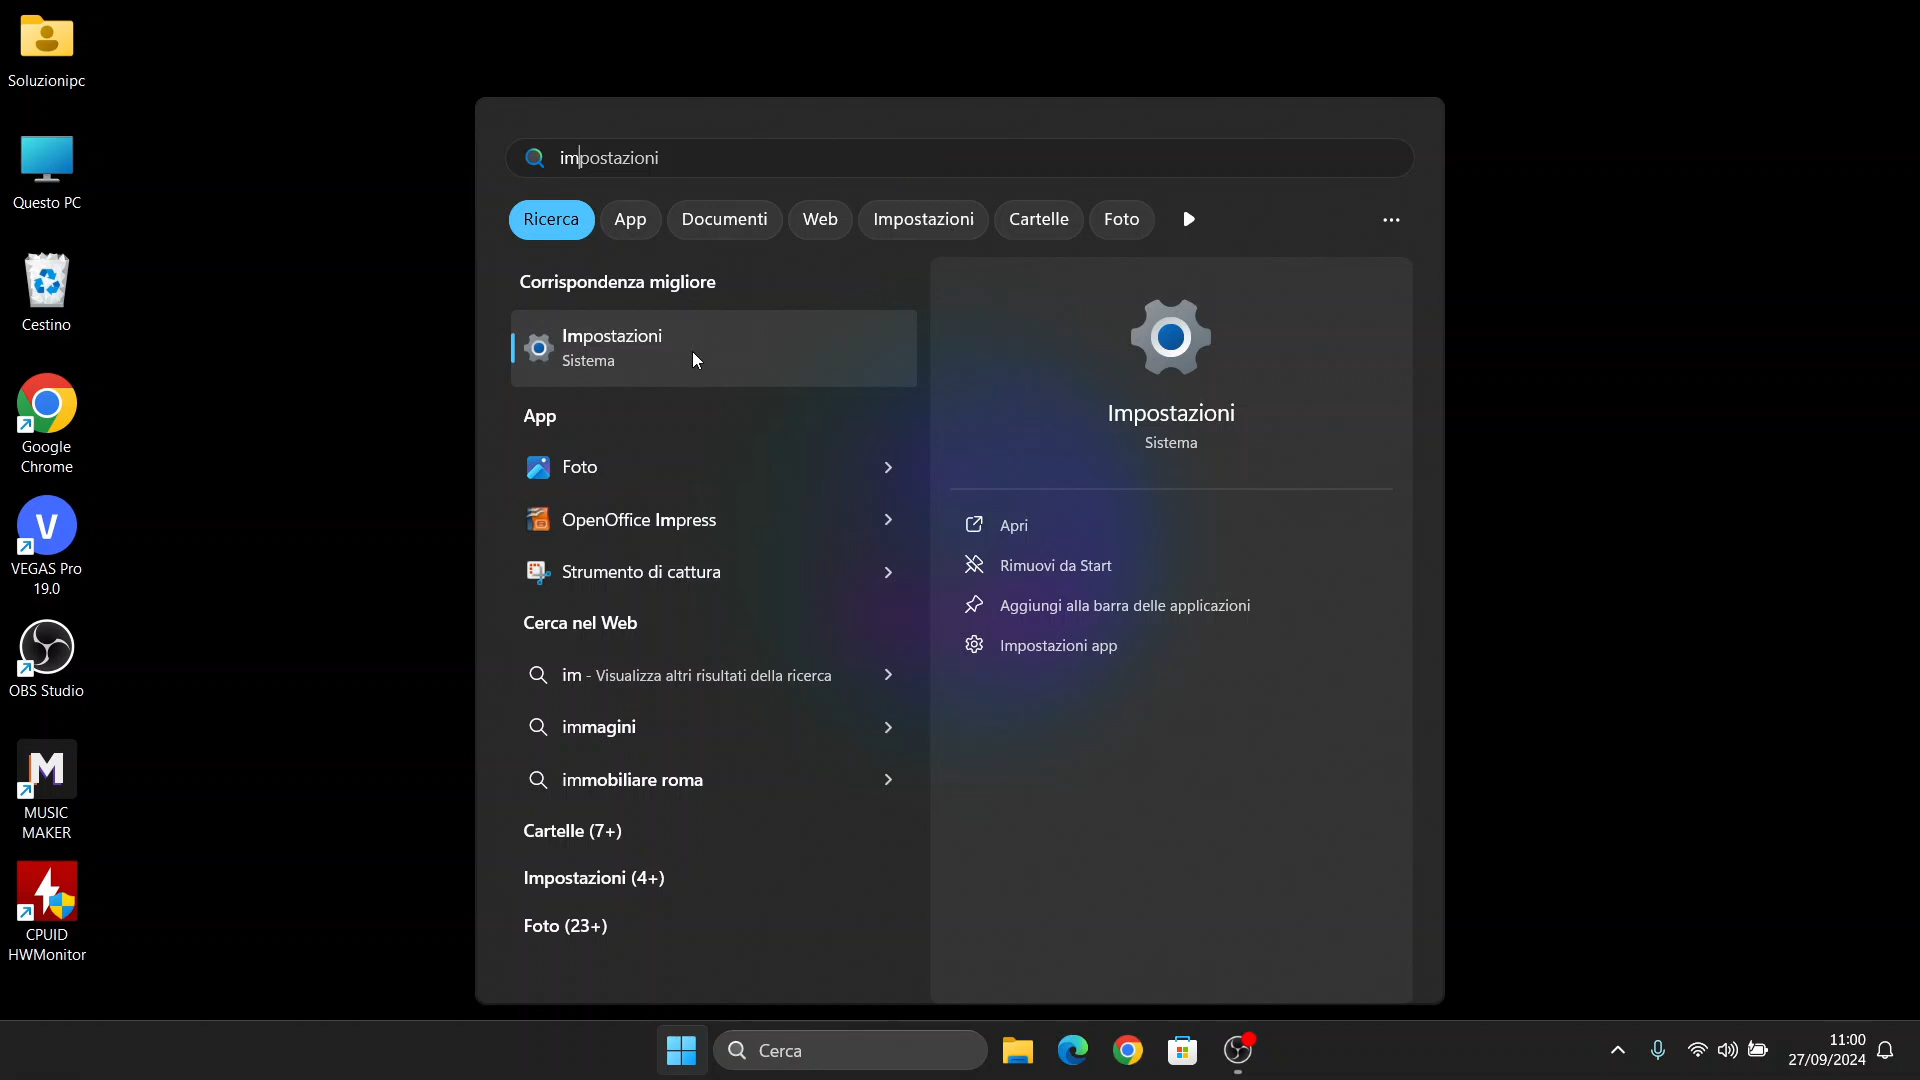 Soluzionipc
Questo PC
Cestino
Google
Chrome
V
VEGAS Pro
19.0
OBS Studio
M
MUSIC
MAKER
CPUID
HWMonitor
impostazioni
Ricerca
App
Documenti
Web
Impostazioni
Cartelle
Foto
Corrispondenza migliore
Impostazioni
Sistema
App
Foto
OpenOffice Impress
Strumento di cattura
Cerca nel Web
im - Visualizza altri risultati della ricerca
immagini
immobiliare roma
Cartelle (7+)
Impostazioni (4+)
Foto (23+)
Impostazioni
Sistema
Apri
Rimuovi da Start
Aggiungi alla barra delle applicazioni
Impostazioni app
Cerca
11:00
27/09/2024